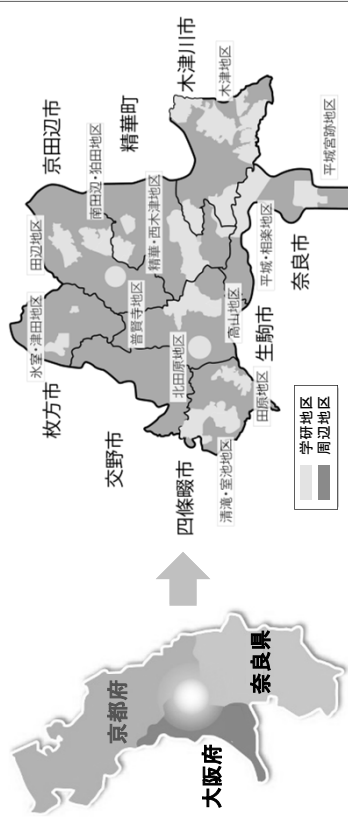 京都府
大阪府
奈良県
枚方市
交野市
四條畷市
京田辺市
精華町
木津川市
生駒市
奈良市
氷室・津田地区
田辺地区
南田辺・狛田地区
普賢寺地区
精華・西木津地区
木津地区
北田原地区
高山地区
平城・相楽地区
平城宮跡地区
清滝・室池地区
田原地区
学研地区
周辺地区